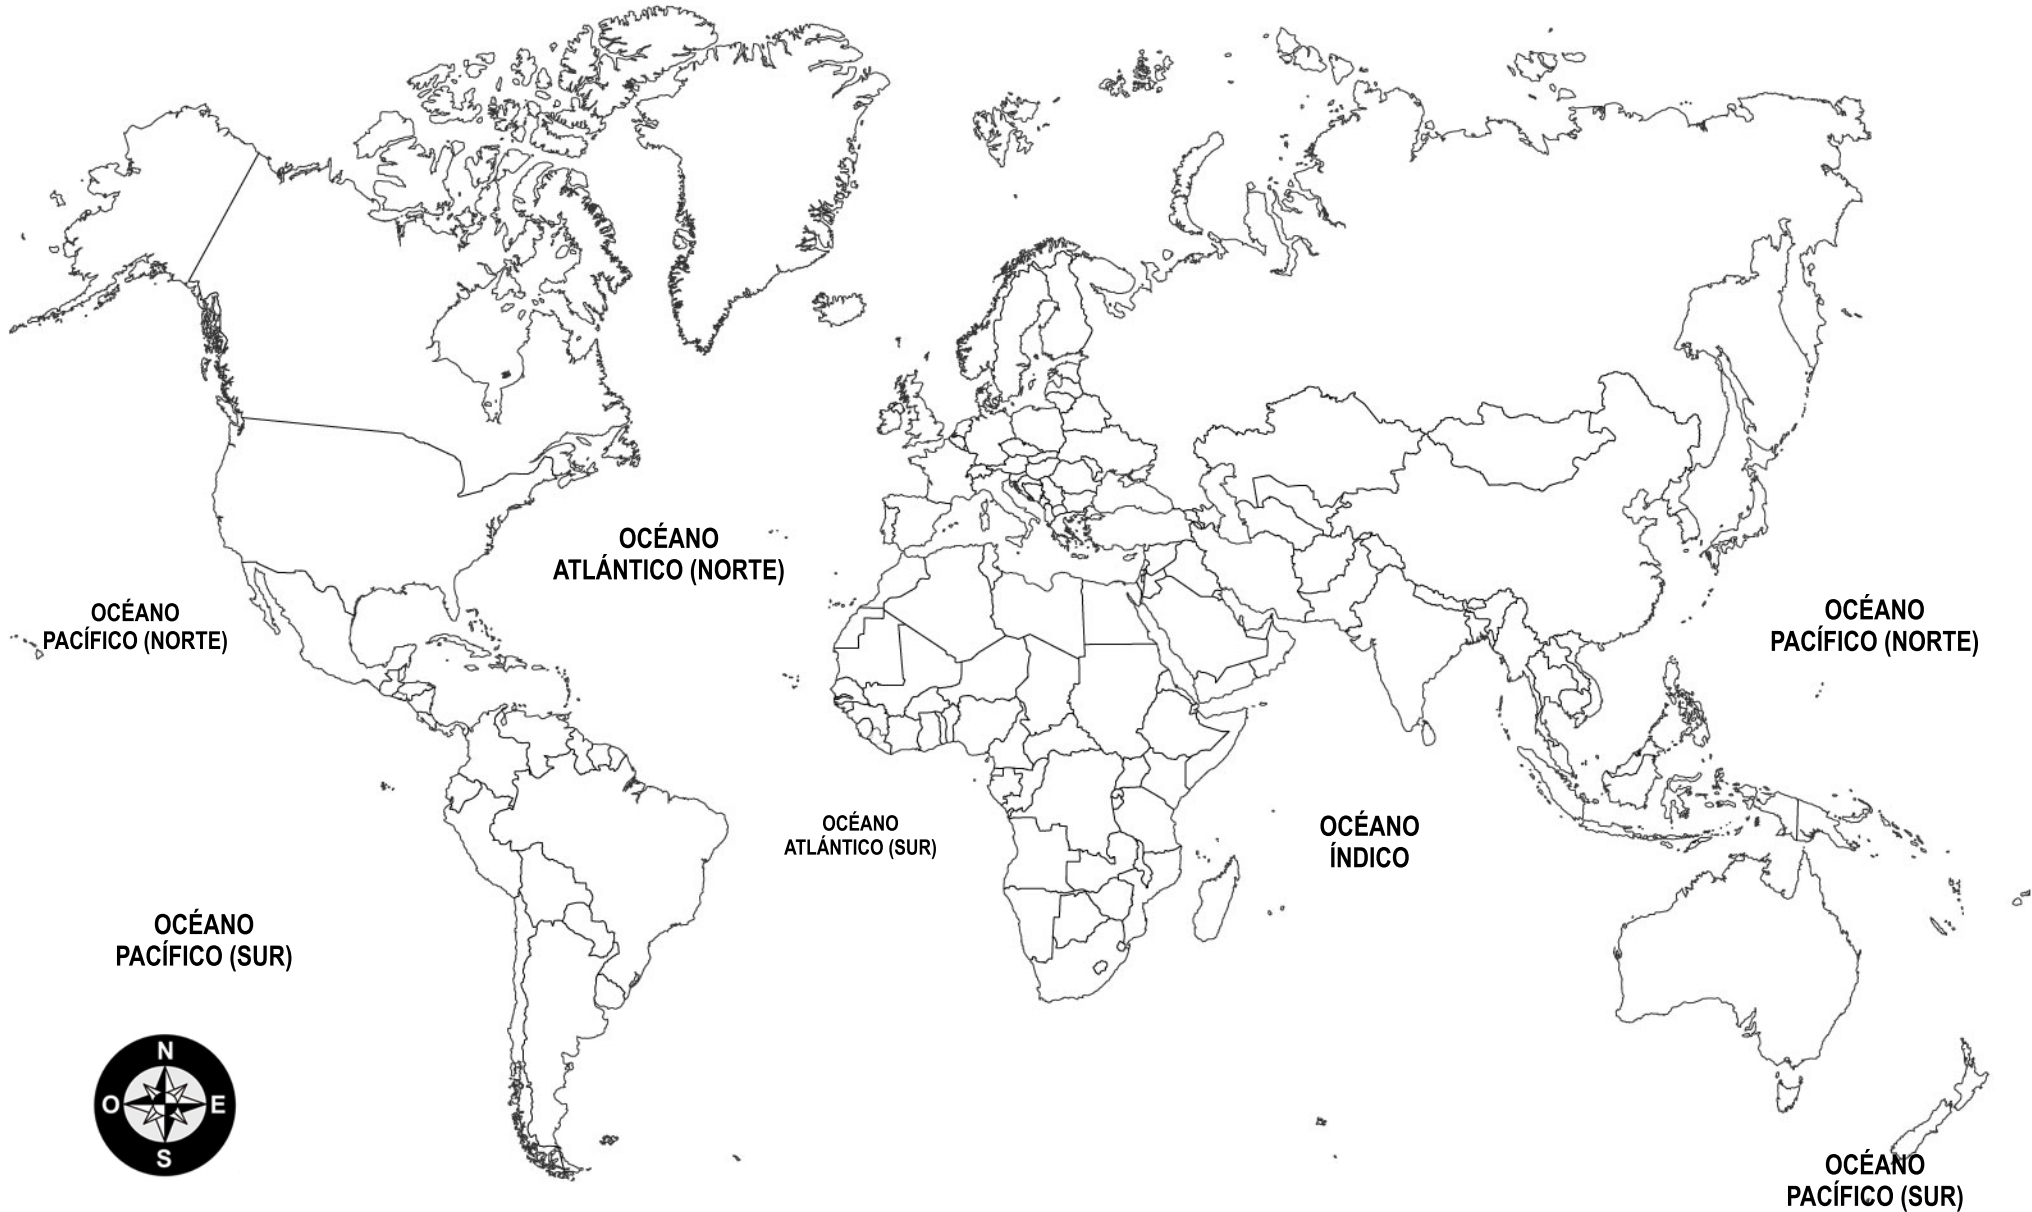 OCÉANO
ATLÁNTICO (NORTE)
OCÉANO
PACÍFICO (NORTE)
OCÉANO
PACÍFICO (NORTE)
OCÉANO
ATLÁNTICO (SUR)
OCÉANO
ÍNDICO
OCÉANO
PACÍFICO (SUR)
N
O E
S
OCÉANO
PACÍFICO (SUR)